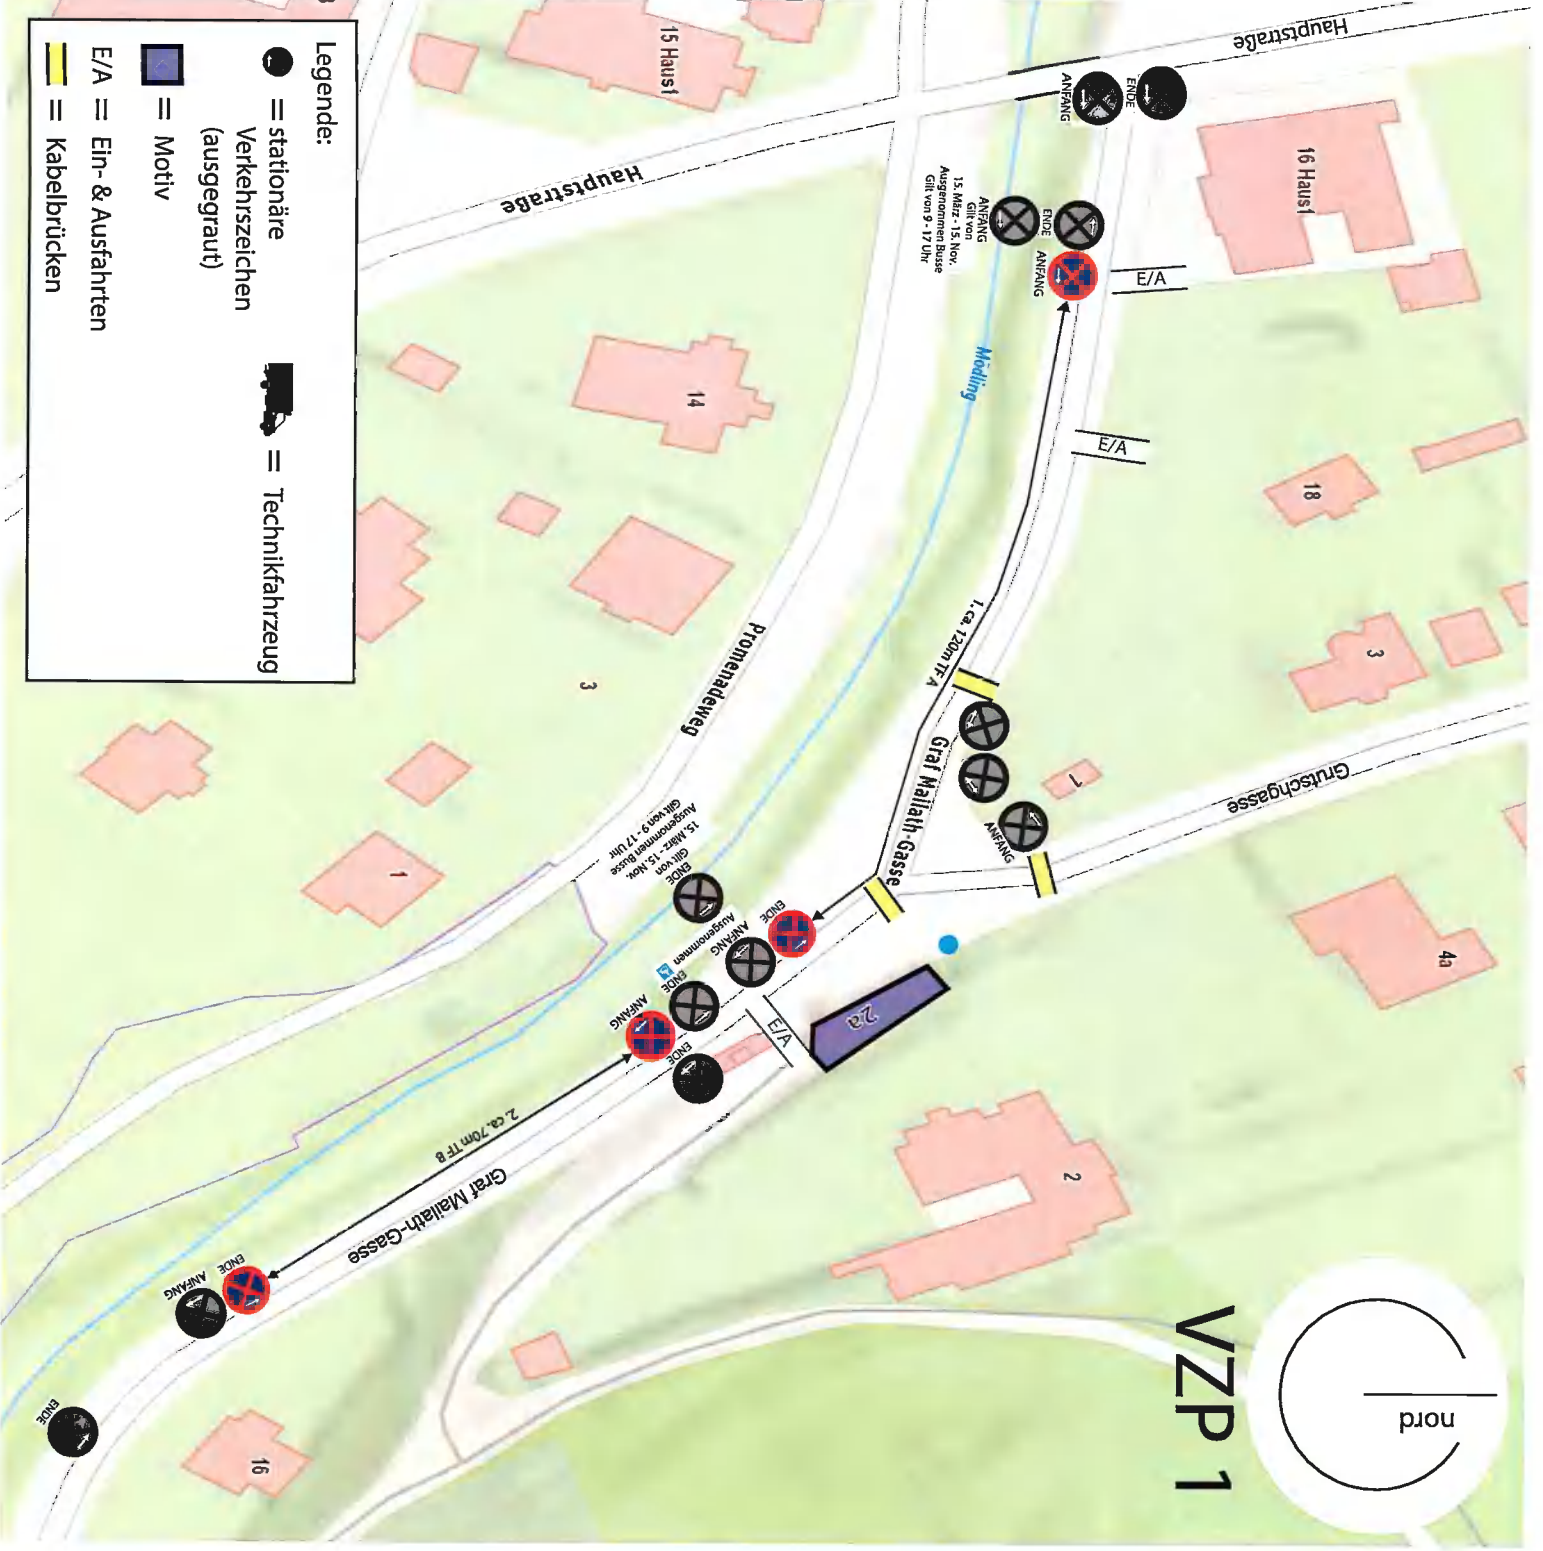 VZP 1
nord
Legende:
= stationäre
Verkehrszeichen
(ausgegraut)
= Technikfahrzeug
= Motiv
E/A = Ein- & Ausfahrten
= Kabelbrücken
Hauptstraße
Hauptstraße
15 Haus1
16 Haus1
ENDE
ANFANG
ENDE
ANFANG
Gilt von
15. März - 15. Nov.
Ausgenommen Busse
Gilt von 9 - 17 Uhr
ANFANG
E/A
E/A
Mödling
14
18
3
3
1
1
4a
2a
2
16
1. ca. 120m TF A
Graf Mailath-Gasse
Grutschgasse
Promenadeweg
ANFANG
ENDE
Gilt von
15. März - 15. Nov.
Ausgenommen Busse
Gilt von 9 - 17 Uhr
ENDE
ANFANG
Ausgenommen
ENDE
ANFANG
ENDE
E/A
2. ca. 70m TF B
Graf Mailath-Gasse
ENDE
ANFANG
ENDE